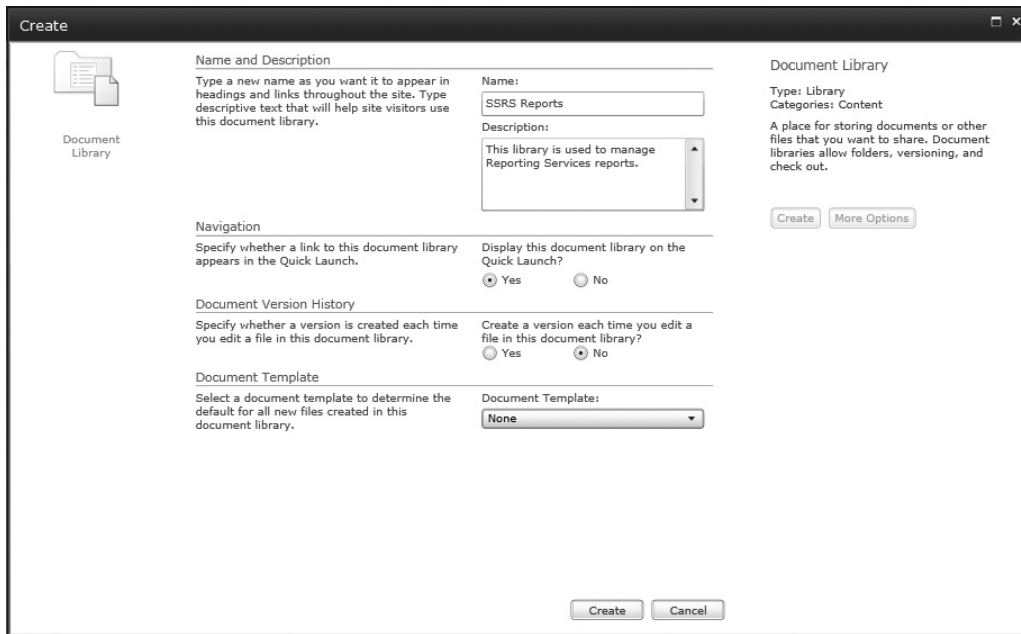 Create
Document
Library
Name and Description
Type a new name as you want it to appear in
headings and links throughout the site. Type
descriptive text that will help site visitors use
this document library.
Name:
SSRS Reports
Description:
This library is used to manage
Reporting Services reports.
Navigation
Specify whether a link to this document library
appears in the Quick Launch.
Display this document library on the
Quick Launch?
Yes No
Document Version History
Specify whether a version is created each time
you edit a file in this document library.
Create a version each time you edit a
file in this document library?
Yes No
Document Template
Select a document template to determine the
default for all new files created in this
document library.
Document Template:
None
Document Library
Type: Library
Categories: Content
A place for storing documents or other
files that you want to share. Document
libraries allow folders, versioning, and
check out.
Create More Options
Create Cancel